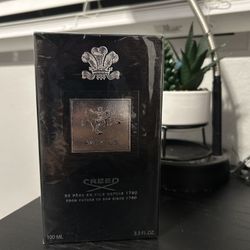 CREED
DE PÈRE EN FILS DEPUIS 1760
FROM FATHER TO SON SINCE 1760
100 ML 3.3 FL.OZ.